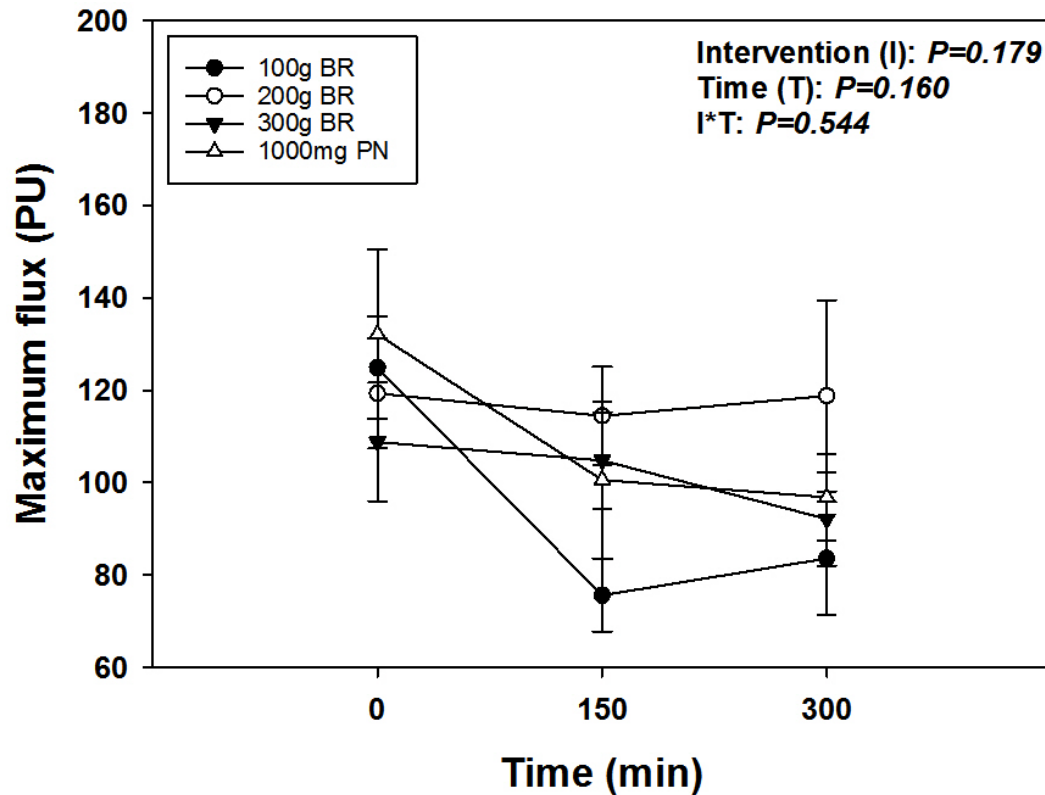 200
180
160
140
120
100
80
60
Maximum flux (PU)
100g BR
200g BR
300g BR
1000mg PN
Intervention (I): P=0.179
Time (T): P=0.160
I*T: P=0.544
0 150 300
Time (min)